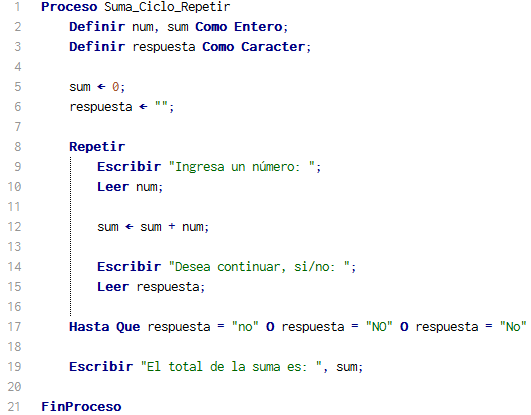 1 Proceso Suma_Ciclo_Repetir
2 Definir num, sum Como Entero;
3 Definir respuesta Como Caracter;
4
5 sum ← 0;
6 respuesta ← "";
7
8 Repetir
9 Escribir "Ingresa un número: ";
10 Leer num;
11
12 sum ← sum + num;
13
14 Escribir "Desea continuar, si/no: ";
15 Leer respuesta;
16
17 Hasta Que respuesta = "no" O respuesta = "NO" O respuesta = "No"
18
19 Escribir "El total de la suma es: ", sum;
20
21 FinProceso